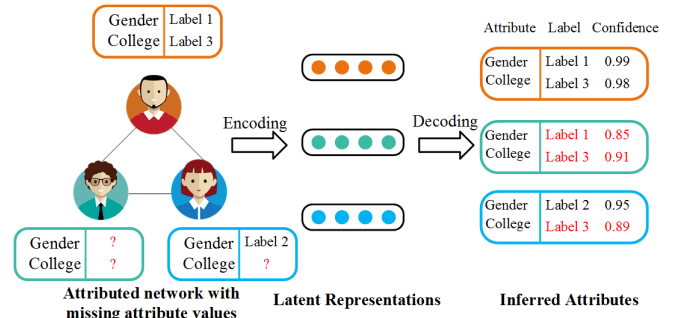 Gender Label 1
College Label 3
Encoding
Decoding
Gender ?
College ?
Gender Label 2
College ?
Attributed network with
missing attribute values
Latent Representations
Attribute Label Confidence
Gender Label 1 0.99
College Label 3 0.98
Gender Label 1 0.85
College Label 3 0.91
Gender Label 2 0.95
College Label 3 0.89
Inferred Attributes